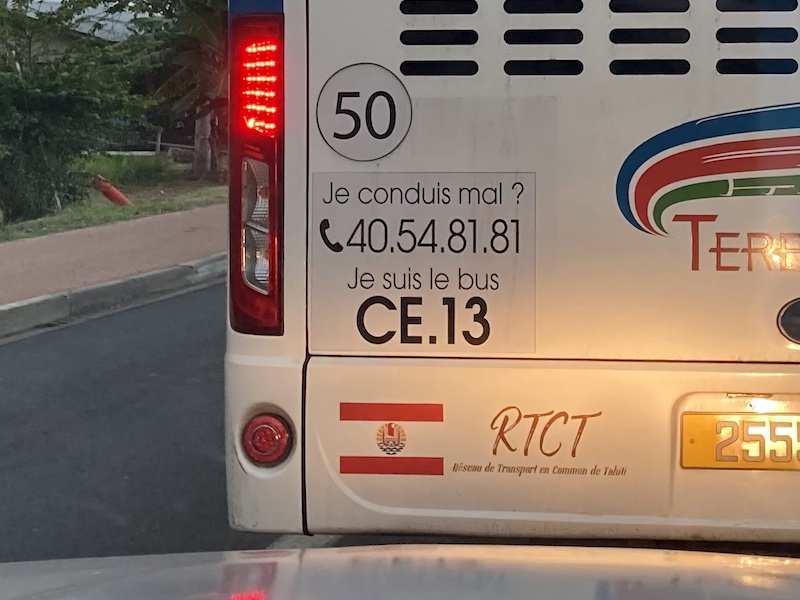 50
Je conduis mal ?
40.54.81.81
Je suis le bus
CE.13
RTCT
Réseau de Transport en Commun de Tahiti